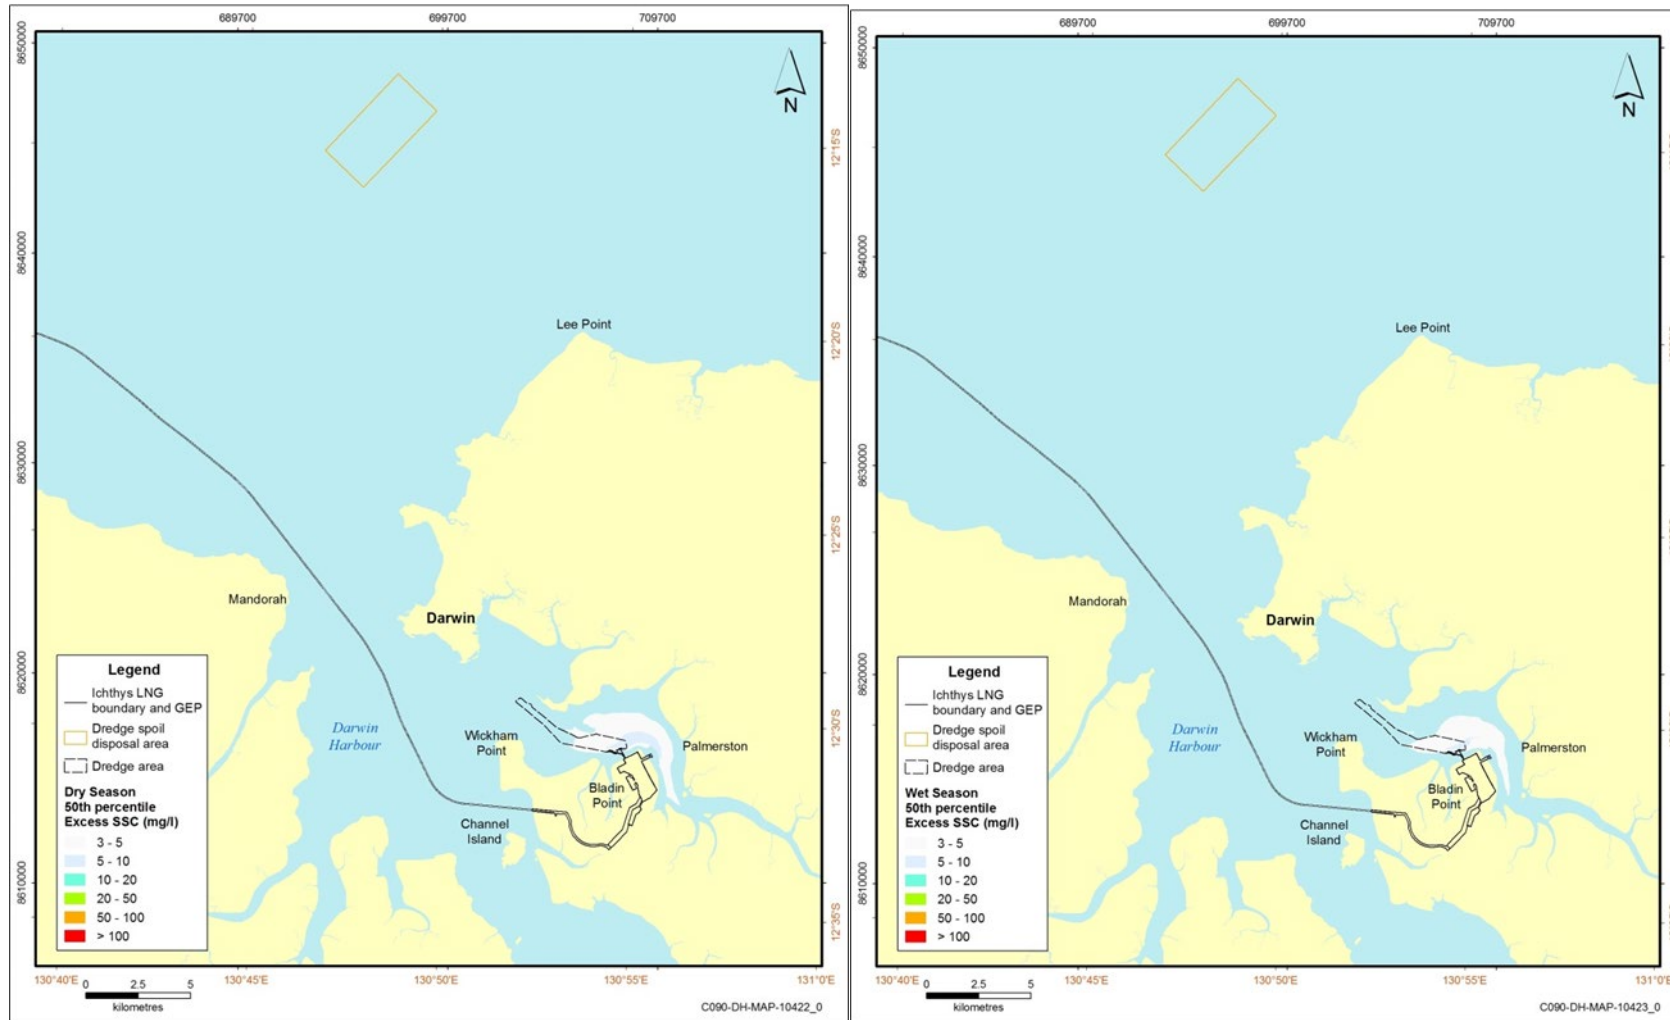 689700 699700 709700
8650000
N
12°15'S
8640000
Lee Point
12°20'S
8630000
12°25'S
Mandorah
Darwin
8620000
Legend
Ichthys LNG
boundary and GEP
Dredge spoil
disposal area
Dredge area
Dry Season
50th percentile
Excess SSC (mg/l)
3 - 5
5 - 10
10 - 20
20 - 50
50 - 100
> 100
Darwin
Harbour
Wickham
Point
12°30'S
Palmerston
Bladin
Point
Channel
Island
8610000
12°35'S
130°40'E 130°45'E 130°50'E 130°55'E 131°0'E
0 2.5 5
kilometres
C090-DH-MAP-10422_0
689700 699700 709700
8650000
N
8640000
Lee Point
8630000
Mandorah
Darwin
8620000
Legend
Ichthys LNG
boundary and GEP
Dredge spoil
disposal area
Dredge area
Wet Season
50th percentile
Excess SSC (mg/l)
3 - 5
5 - 10
10 - 20
20 - 50
50 - 100
> 100
Darwin
Harbour
Wickham
Point
Palmerston
Bladin
Point
Channel
Island
8610000
130°40'E 130°45'E 130°50'E 130°55'E 131°0'E
0 2.5 5
kilometres
C090-DH-MAP-10423_0